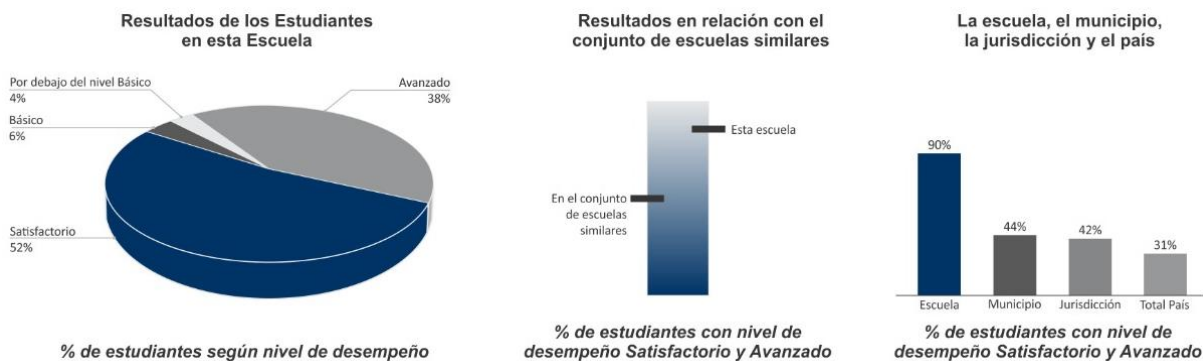 Resultados de los Estudiantes
en esta Escuela
Por debajo del nivel Básico
4%
Básico
6%
Avanzado
38%
Satisfactorio
52%
% de estudiantes según nivel de desempeño
Resultados en relación con el
conjunto de escuelas similares
Esta escuela
En el conjunto
de escuelas
similares
% de estudiantes con nivel de
desempeño Satisfactorio y Avanzado
La escuela, el municipio,
la jurisdicción y el país
90%
44%
42%
31%
Escuela
Municipio
Jurisdicción
Total País
% de estudiantes con nivel de
desempeño Satisfactorio y Avanzado